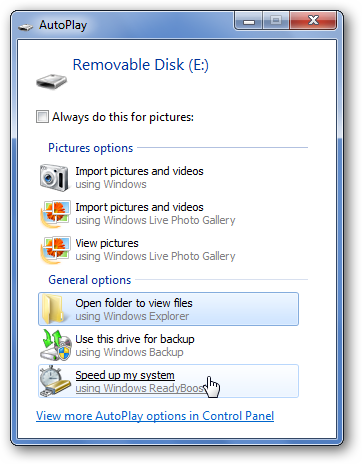 AutoPlay
Removable Disk (E:)
Always do this for pictures:
Pictures options
Import pictures and videos
using Windows
Import pictures and videos
using Windows Live Photo Gallery
View pictures
using Windows Live Photo Gallery
General options
Open folder to view files
using Windows Explorer
Use this drive for backup
using Windows Backup
Speed up my system
using Windows ReadyBoost
View more AutoPlay options in Control Panel